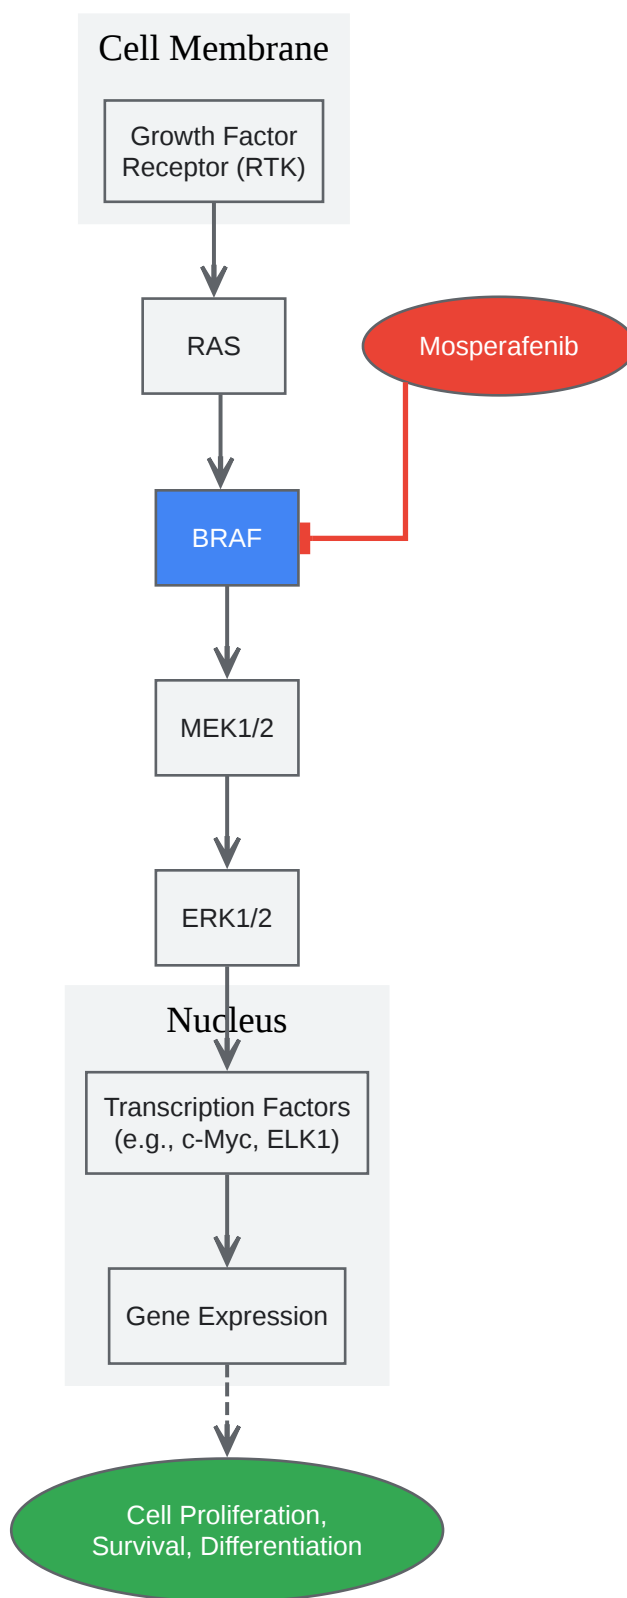 Cell Membrane
Growth Factor
Receptor (RTK)
RAS
Mosperafenib
BRAF
MEK1/2
ERK1/2
Nucleus
Transcription Factors
(e.g., c-Myc, ELK1)
Gene Expression
Cell Proliferation,
Survival, Differentiation